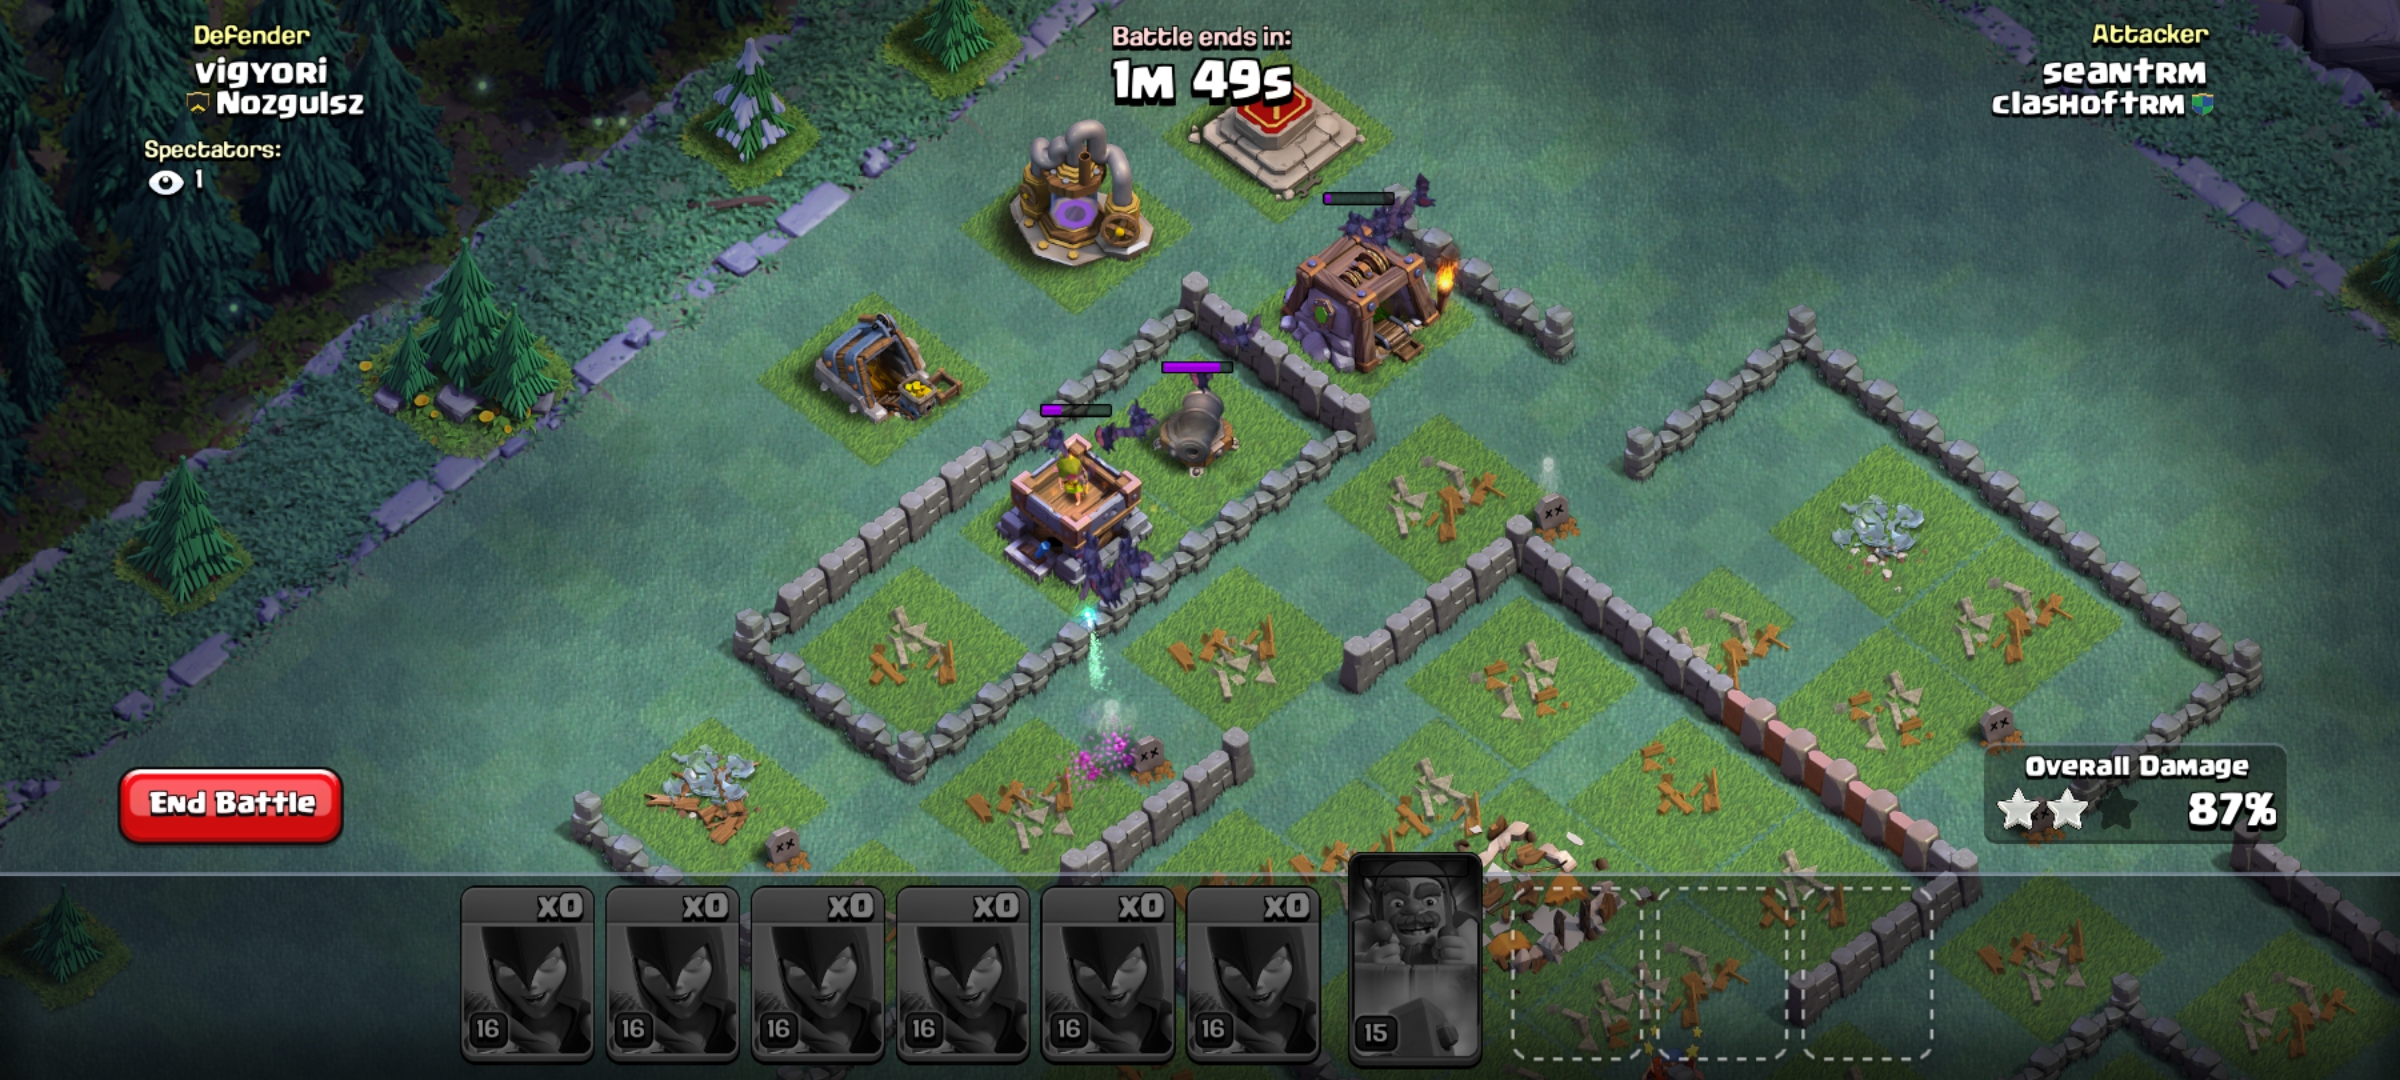 Defender
vigyori
Nozgulsz
Spectators:
1
Battle ends in:
1M 49s
Attacker
seantrm
clashoftrm
End Battle
Overall Damage
87%
x0
x0
x0
x0
x0
x0
16
16
16
16
16
16
15